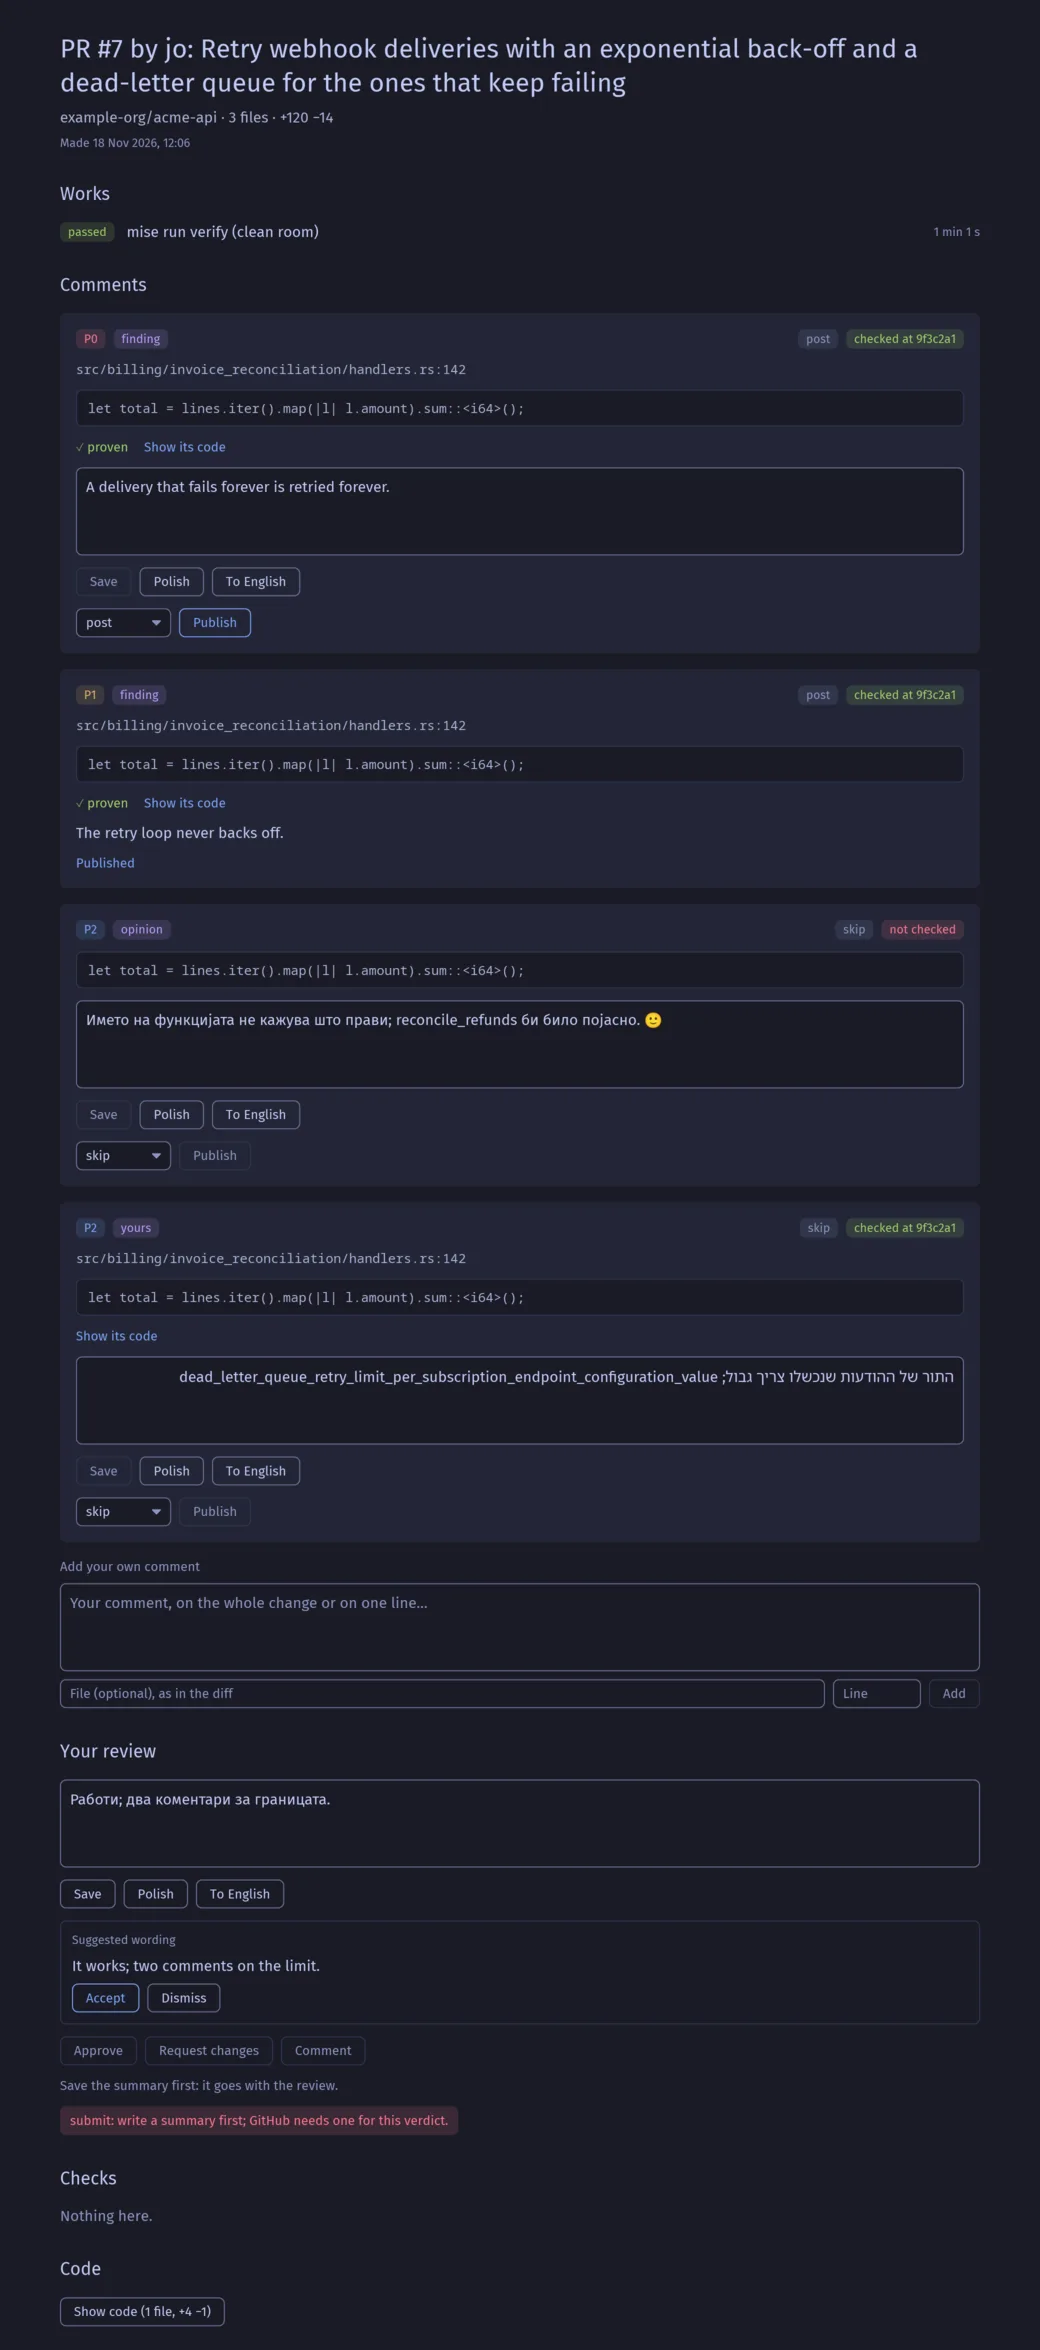 PR #7 by jo: Retry webhook deliveries with an exponential back-off and a
dead-letter queue for the ones that keep failing
example-org/acme-api · 3 files · +120 −14
Made 18 Nov 2026, 12:06
Works
passed mise run verify (clean room) 1 min 1 s
Comments
P0 finding post checked at 9f3c2a1
src/billing/invoice_reconciliation/handlers.rs:142
let total = lines.iter().map(|l| l.amount).sum::<i64>();
✓ proven Show its code
A delivery that fails forever is retried forever.
Save Polish To English
post Publish
P1 finding post checked at 9f3c2a1
src/billing/invoice_reconciliation/handlers.rs:142
let total = lines.iter().map(|l| l.amount).sum::<i64>();
✓ proven Show its code
The retry loop never backs off.
Published
P2 opinion skip not checked
let total = lines.iter().map(|l| l.amount).sum::<i64>();
Името на функцијата не кажува што прави; reconcile_refunds би било појасно. 🙂
Save Polish To English
skip Publish
P2 yours skip checked at 9f3c2a1
src/billing/invoice_reconciliation/handlers.rs:142
let total = lines.iter().map(|l| l.amount).sum::<i64>();
Show its code
התור של ההודעות שנכשלו צריך גבול; dead_letter_queue_retry_limit_per_subscription_endpoint_configuration_value
Save Polish To English
skip Publish
Add your own comment
Your comment, on the whole change or on one line…
File (optional), as in the diff Line Add
Your review
Работи; два коментари за границата.
Save Polish To English
Suggested wording
It works; two comments on the limit.
Accept Dismiss
Approve Request changes Comment
Save the summary first: it goes with the review.
submit: write a summary first; GitHub needs one for this verdict.
Checks
Nothing here.
Code
Show code (1 file, +4 −1)